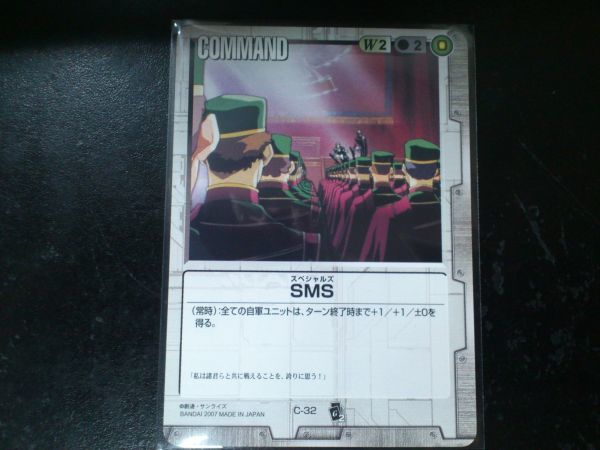 COMMAND W2 2
スペシャルズ
SMS
（常時）：全ての自軍ユニットは、ターン終了時まで+1／+1／±0を
得る。
「私は諸君らと共に戦えることを、誇りに思う！」
©創通・サンライズ
BANDAI 2007 MADE IN JAPAN
C-32